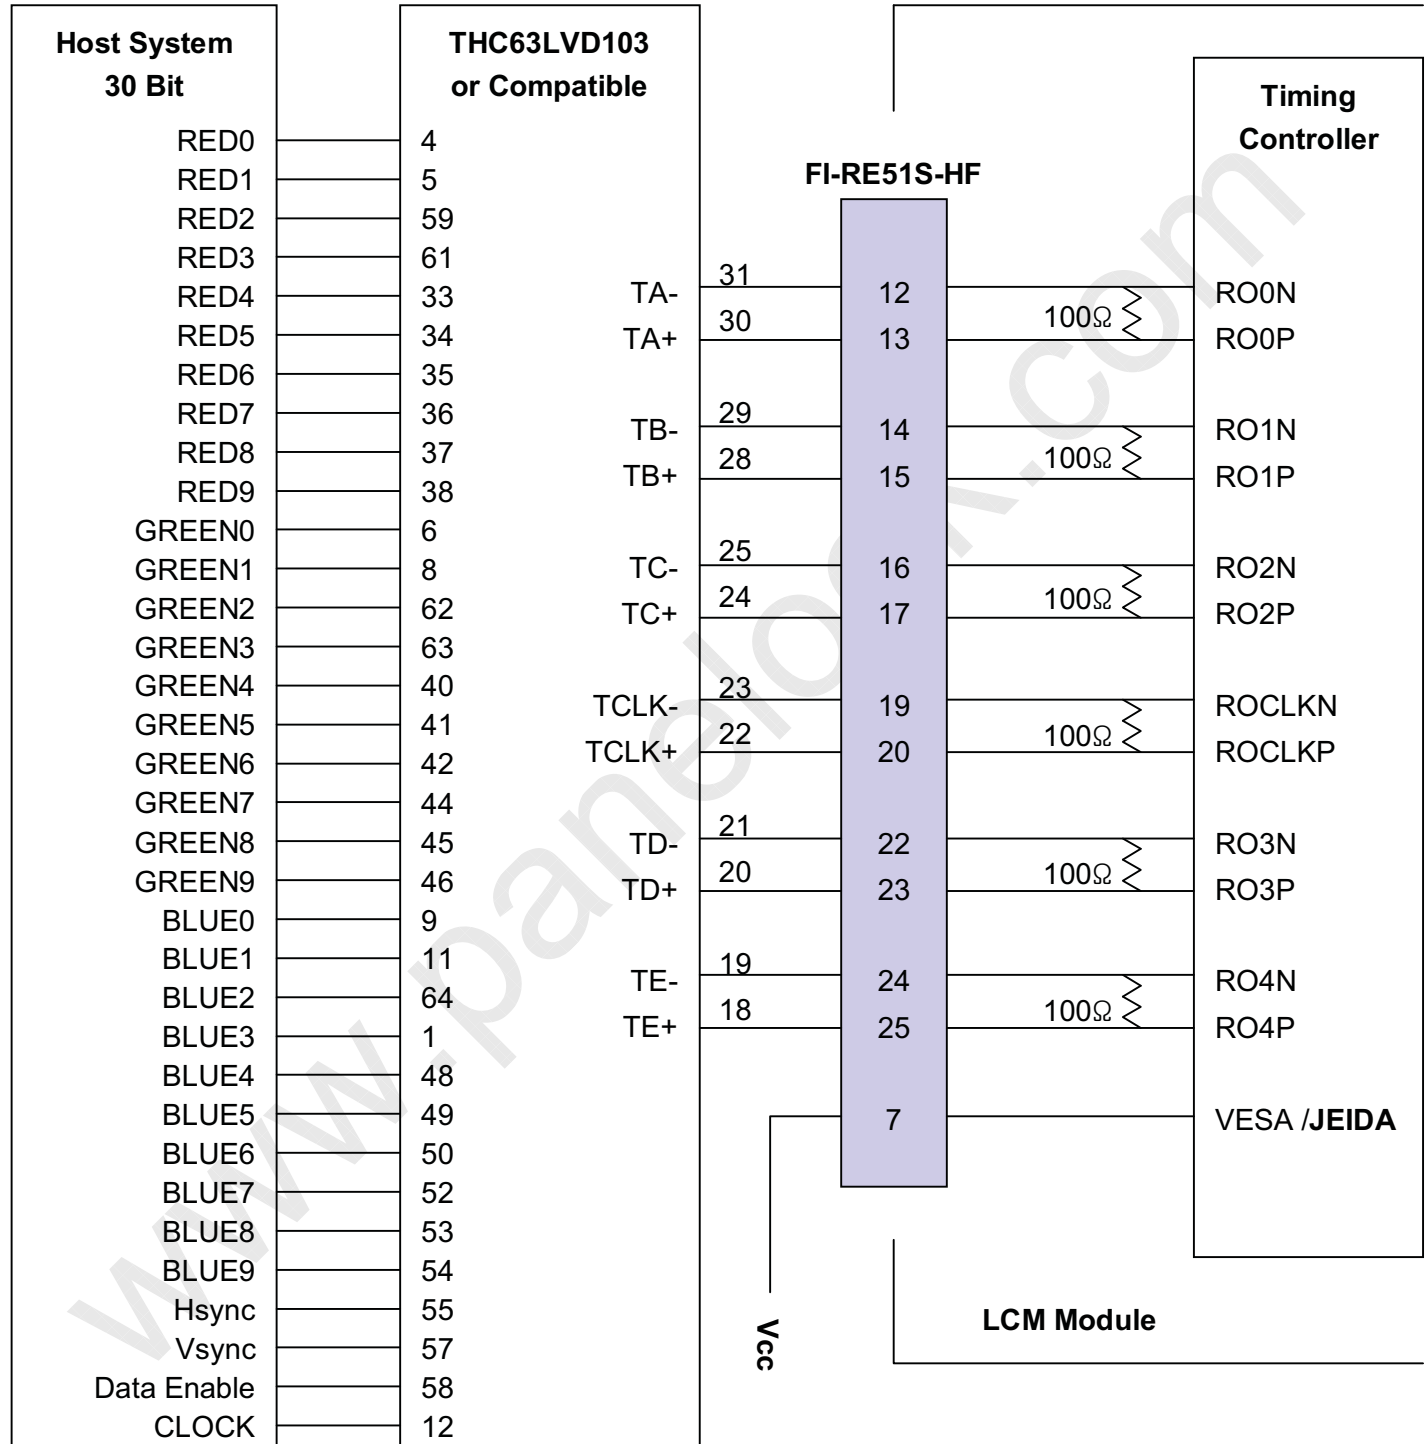 Host System
30 Bit
RED0
RED1
RED2
RED3
RED4
RED5
RED6
RED7
RED8
RED9
GREEN0
GREEN1
GREEN2
GREEN3
GREEN4
GREEN5
GREEN6
GREEN7
GREEN8
GREEN9
BLUE0
BLUE1
BLUE2
BLUE3
BLUE4
BLUE5
BLUE6
BLUE7
BLUE8
BLUE9
Hsync
Vsync
Data Enable
CLOCK
THC63LVD103
or Compatible
4
5
59
61
33
34
35
36
37
38
6
8
62
63
40
41
42
44
45
46
9
11
64
1
48
49
50
52
53
54
55
57
58
12
TA-
TA+
TB-
TB+
TC-
TC+
TCLK-
TCLK+
TD-
TD+
TE-
TE+
31
30
29
28
25
24
23
22
21
20
19
18
FI-RE51S-HF
12
13
14
15
16
17
19
20
22
23
24
25
7
Vcc
100Ω
100Ω
100Ω
100Ω
100Ω
100Ω
Timing
Controller
RO0N
RO0P
RO1N
RO1P
RO2N
RO2P
ROCLKN
ROCLKP
RO3N
RO3P
RO4N
RO4P
VESA /JEIDA
LCM Module
www.panelook.com